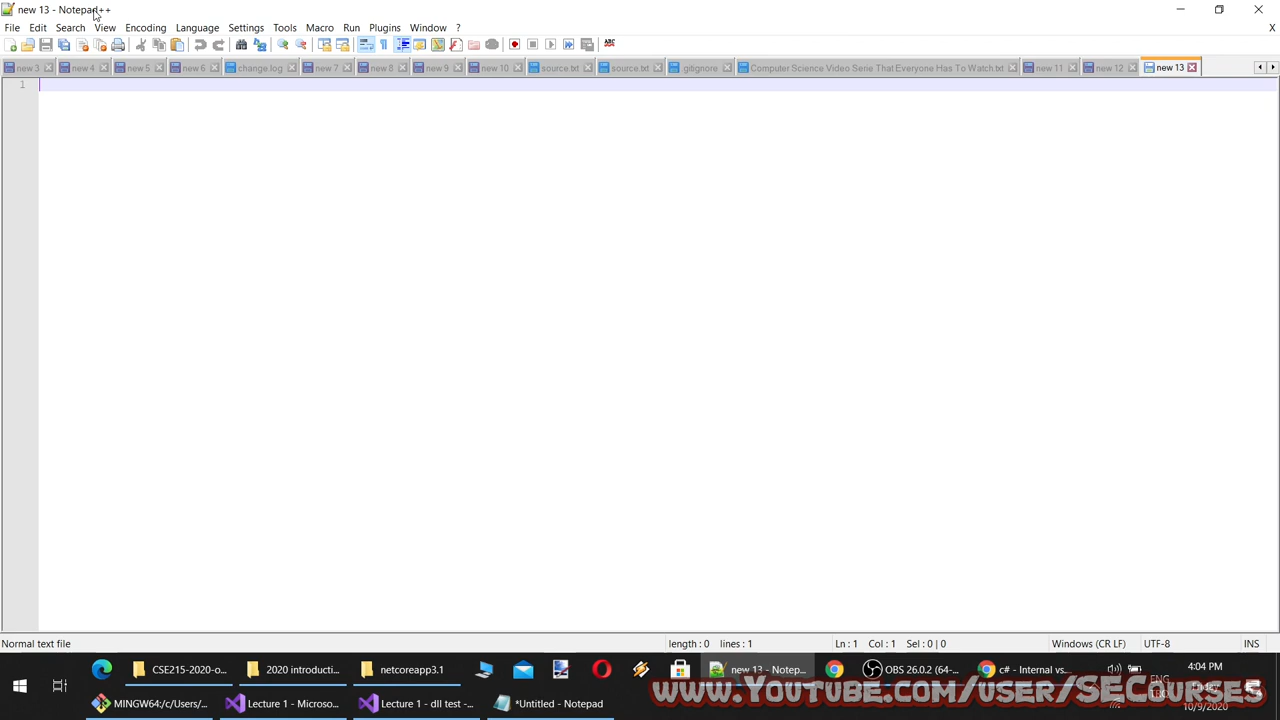 new 13 - Notepad++
File Edit Search View Encoding Language Settings Tools Macro Run Plugins Window ? X
new 3 new 4 new 5 new 6 change.log new 7 new 8 new 9 new 10 source.txt source.txt gitignore Computer Science Video Serie That Everyone Has To Watch.txt new 11 new 12 new 13
1
Normal text file length : 0 lines : 1 Ln : 1 Col : 1 Sel : 0 | 0 Windows (CR LF) UTF-8 INS
CSE215-2020-o... 2020 introducti... netcoreapp3.1 new 13 - Notep... OBS 26.0.2 (64-... c# - Internal vs... ENG 4:04 PM
MINGW64:/c/Users/... Lecture 1 - Microso... Lecture 1 - dll test -... *Untitled - Notepad 10/9/2020
www.YouTube.com/user/SECourses